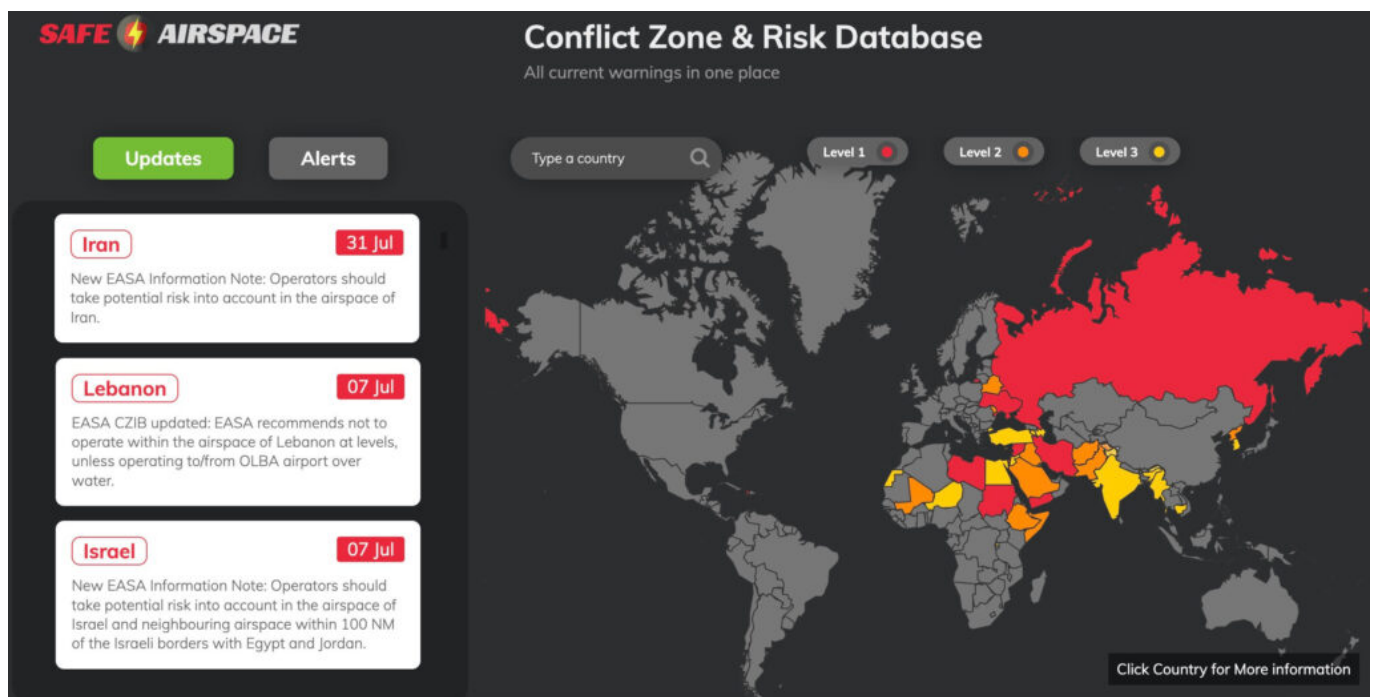 SAFE AIRSPACE
Conflict Zone & Risk Database
All current warnings in one place
Updates
Alerts
Type a country
Level 1
Level 2
Level 3
Iran
31 Jul
New EASA Information Note: Operators should
take potential risk into account in the airspace of
Iran.
Lebanon
07 Jul
EASA CZIB updated: EASA recommends not to
operate within the airspace of Lebanon at levels,
unless operating to/from OLBA airport over
water.
Israel
07 Jul
New EASA Information Note: Operators should
take potential risk into account in the airspace of
Israel and neighbouring airspace within 100 NM
of the Israeli borders with Egypt and Jordan.
Click Country for More information